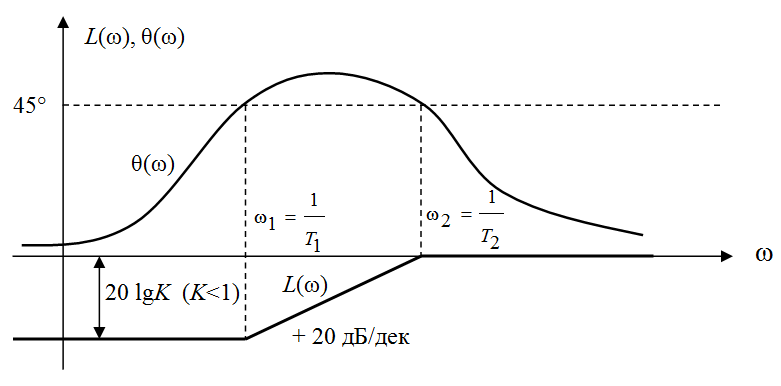 L(ω), θ(ω)
45°
θ(ω)
ω1 = 1/T1
ω2 = 1/T2
ω
20 lgK (K<1)
L(ω)
+ 20 дБ/дек